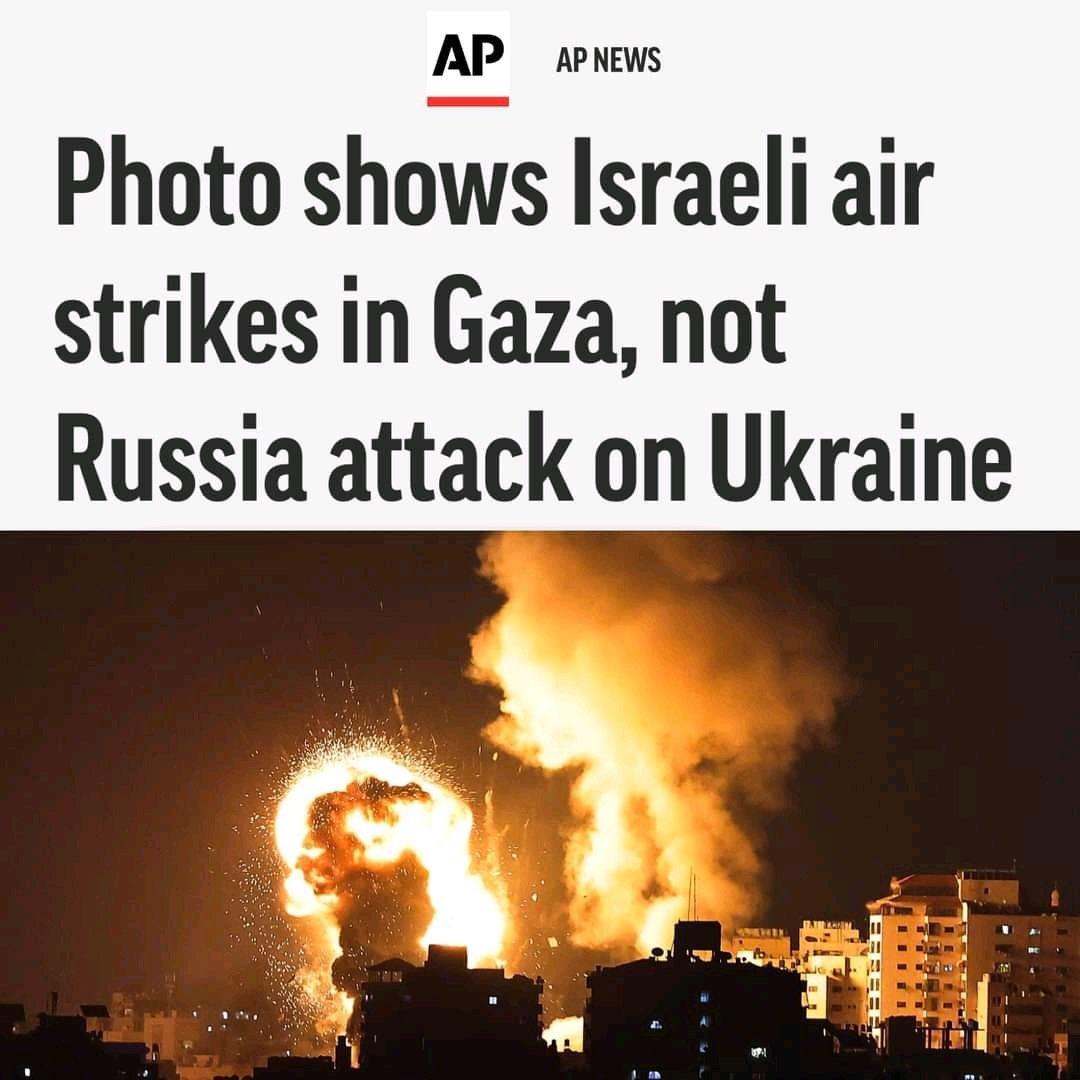 AP AP NEWS
Photo shows Israeli air
strikes in Gaza, not
Russia attack on Ukraine